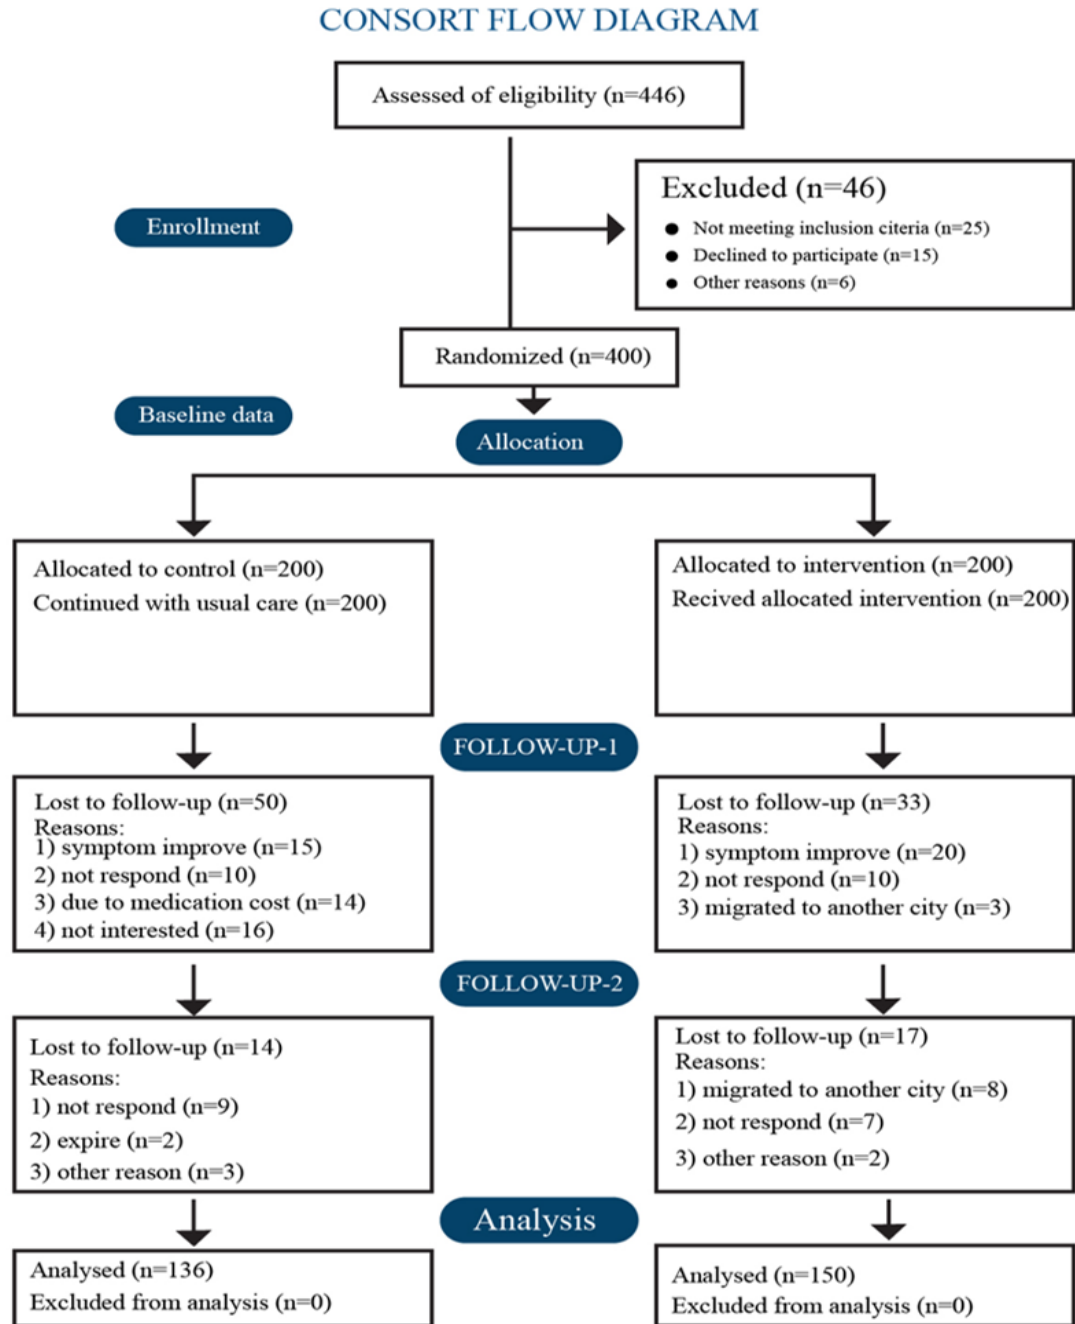 CONSORT FLOW DIAGRAM
Assessed of eligibility (n=446)
Excluded (n=46)
● Not meeting inclusion citeria (n=25)
● Declined to participate (n=15)
● Other reasons (n=6)
Enrollment
Randomized (n=400)
Baseline data
Allocation
Allocated to control (n=200)
Continued with usual care (n=200)
Allocated to intervention (n=200)
Recived allocated intervention (n=200)
FOLLOW-UP-1
Lost to follow-up (n=50)
Reasons:
1) symptom improve (n=15)
2) not respond (n=10)
3) due to medication cost (n=14)
4) not interested (n=16)
Lost to follow-up (n=33)
Reasons:
1) symptom improve (n=20)
2) not respond (n=10)
3) migrated to another city (n=3)
FOLLOW-UP-2
Lost to follow-up (n=14)
Reasons:
1) not respond (n=9)
2) expire (n=2)
3) other reason (n=3)
Lost to follow-up (n=17)
Reasons:
1) migrated to another city (n=8)
2) not respond (n=7)
3) other reason (n=2)
Analysis
Analysed (n=136)
Excluded from analysis (n=0)
Analysed (n=150)
Excluded from analysis (n=0)